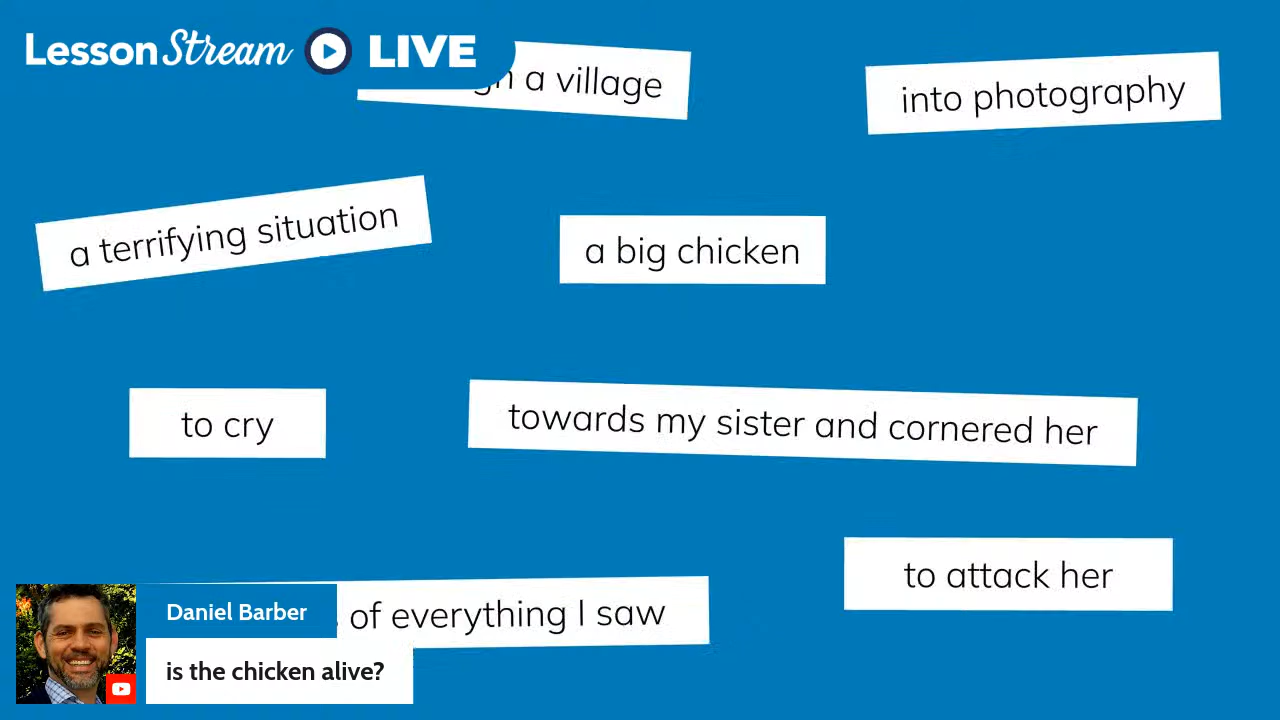 LessonStream LIVE
a village
into photography
a terrifying situation
a big chicken
to cry
towards my sister and cornered her
to attack her
of everything I saw
Daniel Barber
is the chicken alive?